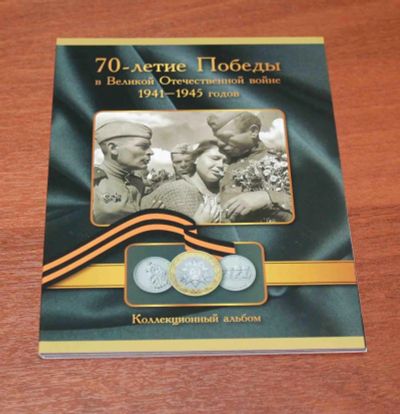 70-летие Победы
в Великой Отечественной войне
1941—1945 годов
Коллекционный альбом